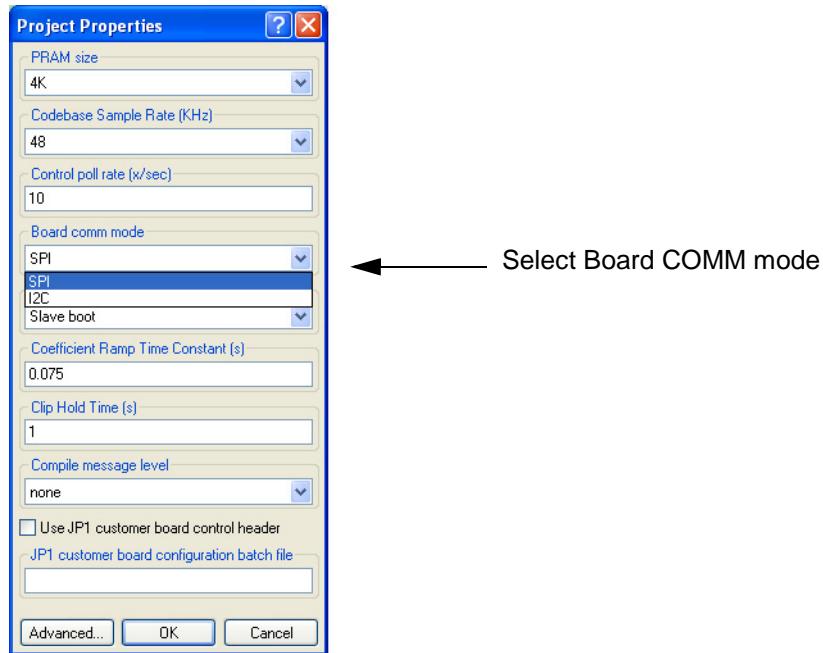 Project Properties
PRAM size
4K
Codebase Sample Rate (KHz)
48
Control poll rate (x/sec)
10
Board comm mode
SPI
SPI
I2C
Slave boot
Coefficient Ramp Time Constant (s)
0.075
Clip Hold Time (s)
1
Compile message level
none
Use JP1 customer board control header
JP1 customer board configuration batch file
Advanced... OK Cancel
Select Board COMM mode